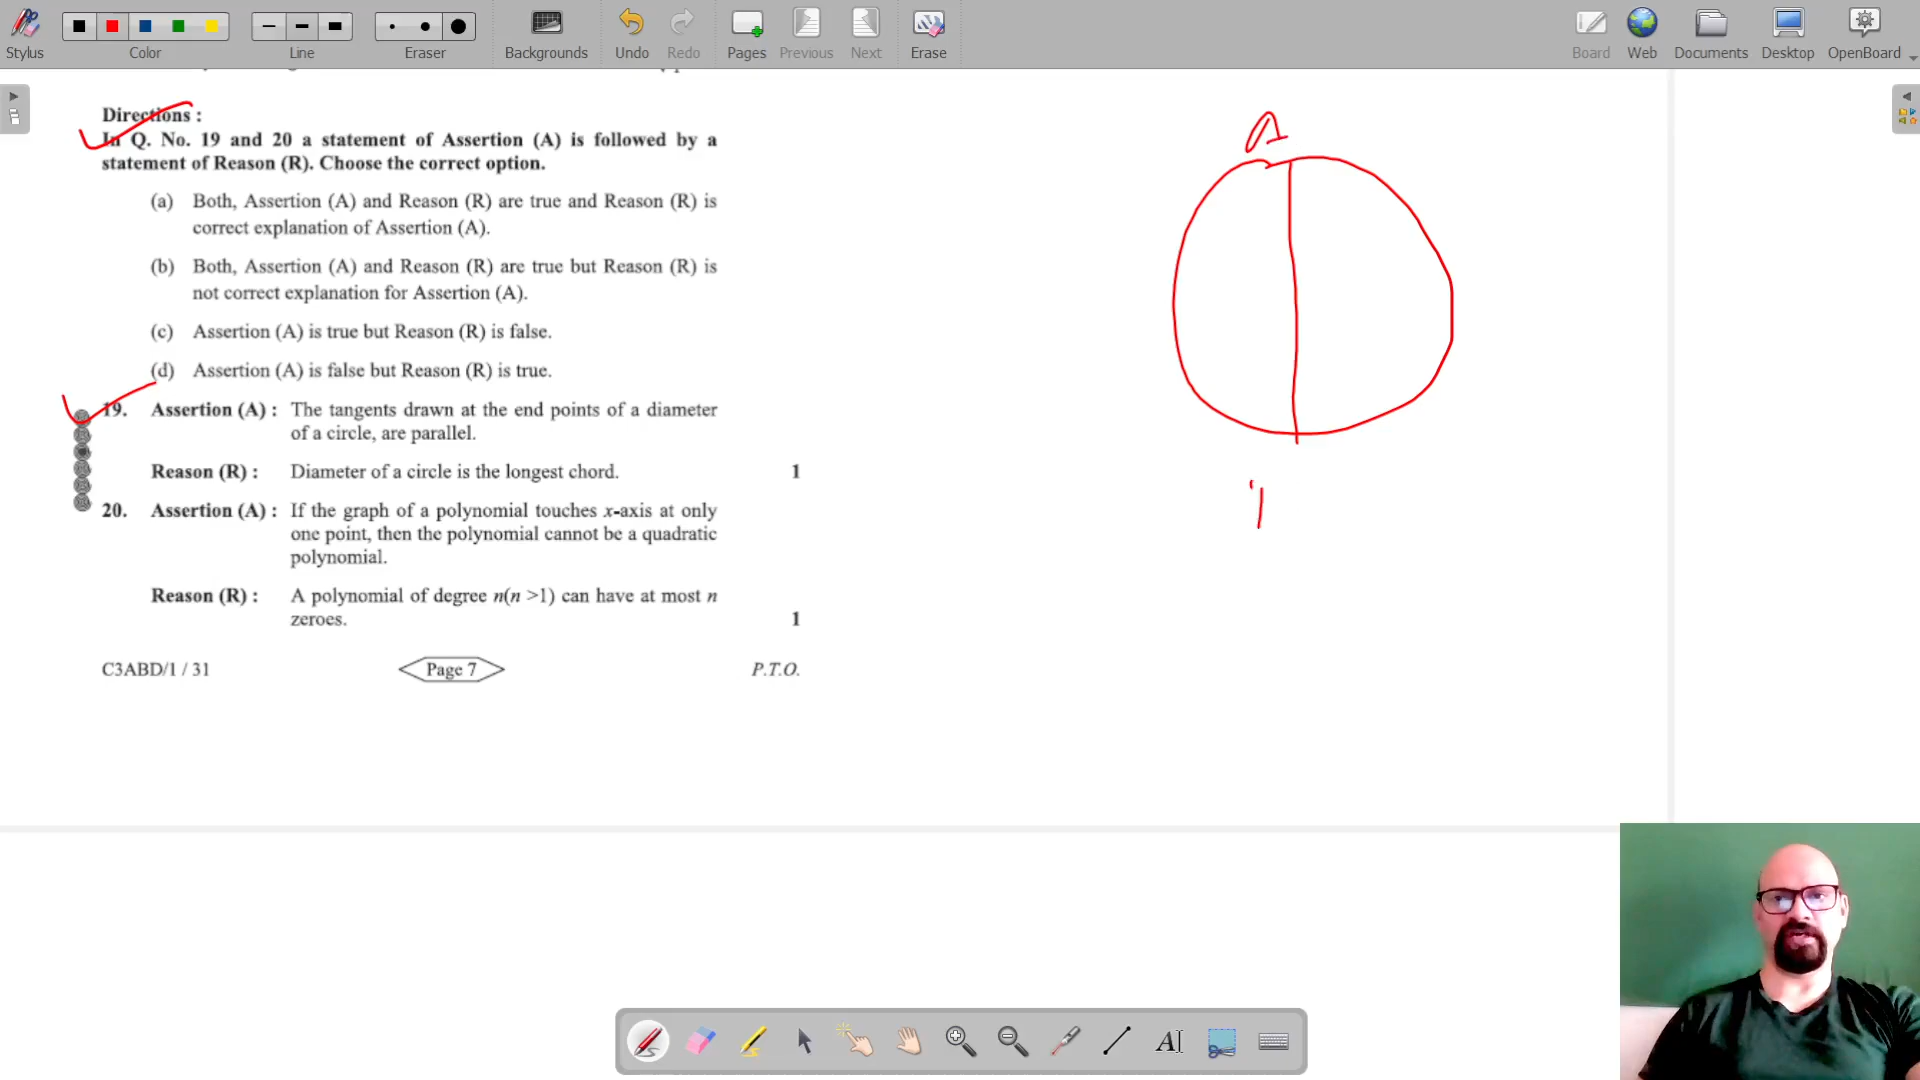 Stylus
Color
Line
Eraser
Backgrounds
Undo
Redo
Pages
Previous
Next
Erase
Board
Web
Documents
Desktop
OpenBoard
Directions :
In Q. No. 19 and 20 a statement of Assertion (A) is followed by a
statement of Reason (R). Choose the correct option.
(a) Both, Assertion (A) and Reason (R) are true and Reason (R) is
correct explanation of Assertion (A).
(b) Both, Assertion (A) and Reason (R) are true but Reason (R) is
not correct explanation for Assertion (A).
(c) Assertion (A) is true but Reason (R) is false.
(d) Assertion (A) is false but Reason (R) is true.
19. Assertion (A) : The tangents drawn at the end points of a diameter
of a circle, are parallel.
Reason (R) : Diameter of a circle is the longest chord. 1
20. Assertion (A) : If the graph of a polynomial touches x-axis at only
one point, then the polynomial cannot be a quadratic
polynomial.
Reason (R) : A polynomial of degree n(n >1) can have at most n
zeroes. 1
C3ABD/1 / 31 Page 7 P.T.O.
A